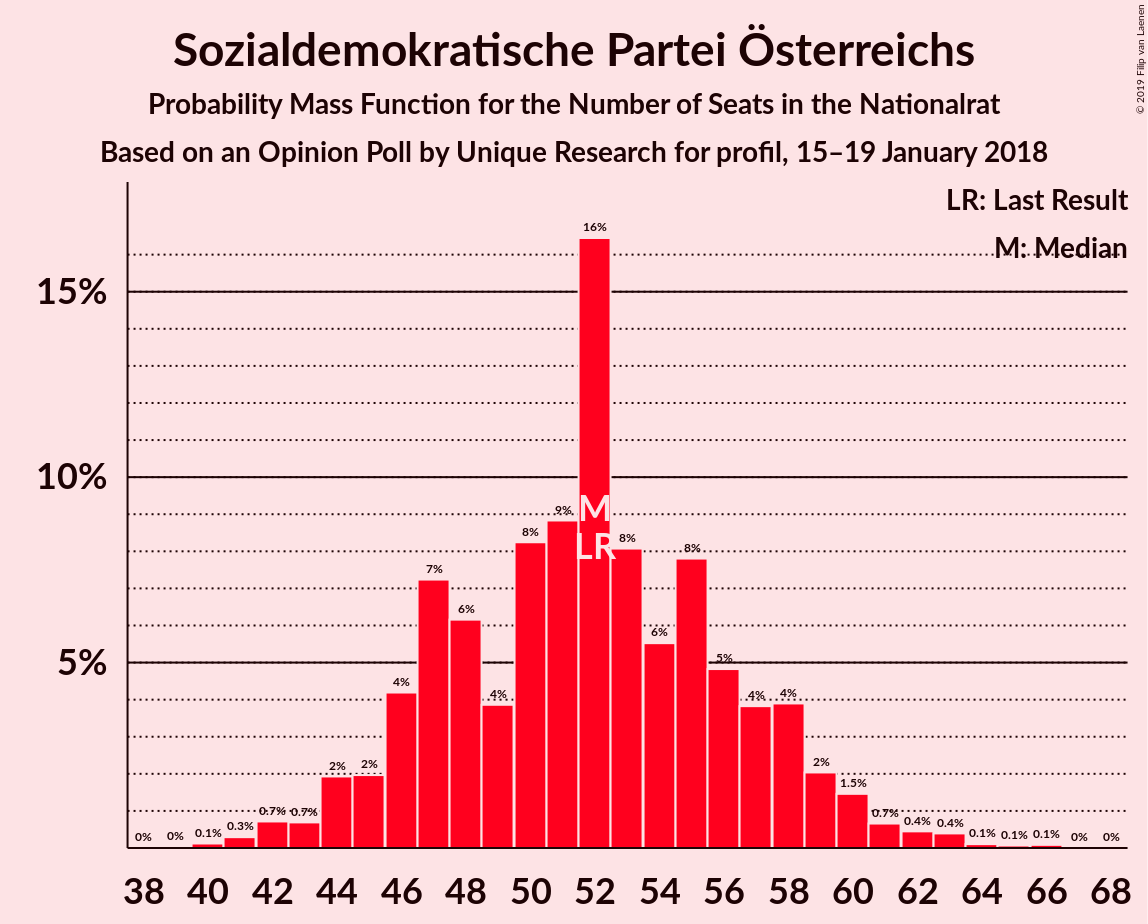 Sozialdemokratische Partei Österreichs
Probability Mass Function for the Number of Seats in the Nationalrat
Based on an Opinion Poll by Unique Research for profil, 15–19 January 2018
© 2019 Filip van Laenen
LR: Last Result
M: Median
15%
10%
5%
0% 0% 0.1% 0.3% 0.7% 0.7% 2% 2% 4% 7% 6% 4% 8% 9% 16% 8% 6% 8% 5% 4% 4% 2% 1.5% 0.7% 0.4% 0.4% 0.1% 0.1% 0.1% 0% 0%
M
LR
38 40 42 44 46 48 50 52 54 56 58 60 62 64 66 68